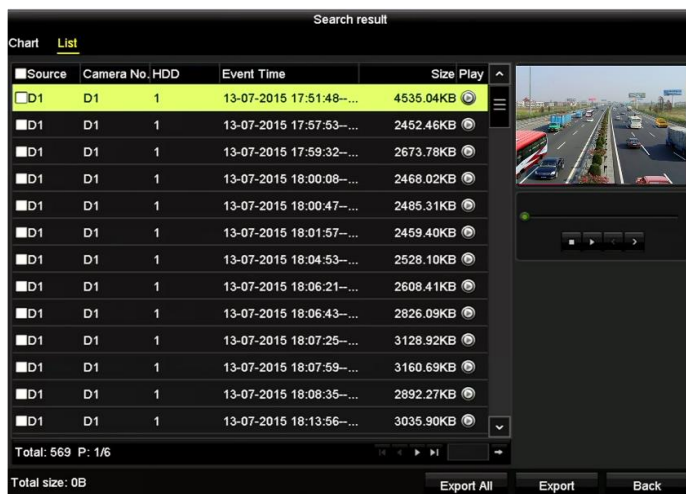 Search result
Chart List
Source Camera No. HDD Event Time Size Play
D1 D1 1 13-07-2015 17:51:48--... 4535.04KB
D1 D1 1 13-07-2015 17:57:53--... 2452.46KB
D1 D1 1 13-07-2015 17:59:32--... 2673.78KB
D1 D1 1 13-07-2015 18:00:08--... 2468.02KB
D1 D1 1 13-07-2015 18:00:47--... 2485.31KB
D1 D1 1 13-07-2015 18:01:57--... 2459.40KB
D1 D1 1 13-07-2015 18:04:53--... 2528.10KB
D1 D1 1 13-07-2015 18:06:21--... 2608.41KB
D1 D1 1 13-07-2015 18:06:43--... 2826.09KB
D1 D1 1 13-07-2015 18:07:25--... 3128.92KB
D1 D1 1 13-07-2015 18:07:59--... 3160.69KB
D1 D1 1 13-07-2015 18:08:35--... 2892.27KB
D1 D1 1 13-07-2015 18:13:56--... 3035.90KB
Total: 569 P: 1/6
Total size: 0B Export All Export Back